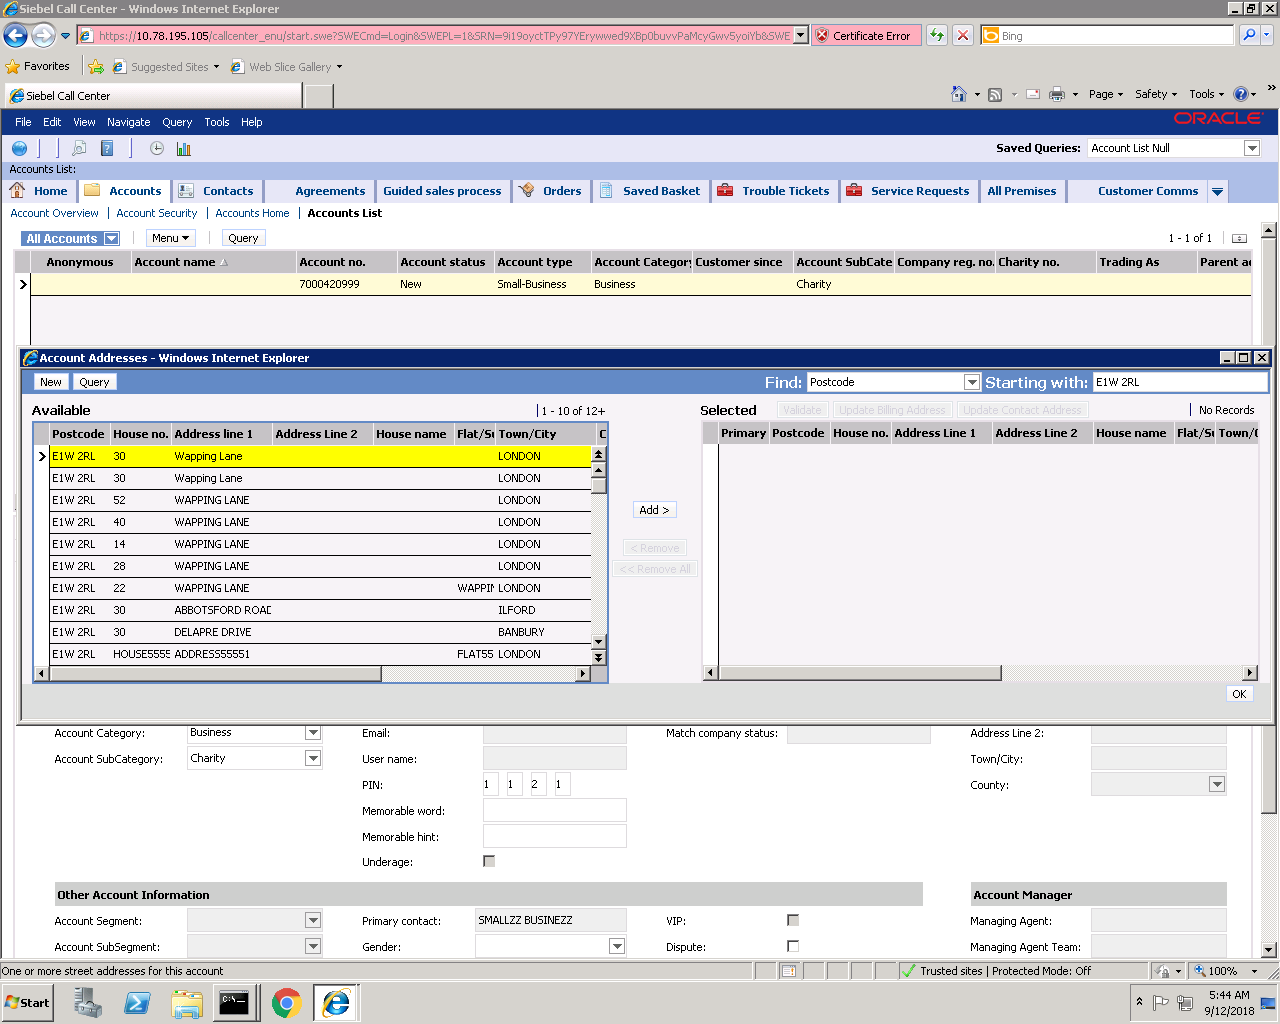 Siebel Call Center - Windows Internet Explorer
https://10.78.195.105/callcenter_enu/start.swe?SWECmd=Login&SWEPL=1&SRN=9i19oyctTPy97YErywwed9XBp0buvvPaMcyGwv5yoiYb&SWE
Certificate Error
Bing
Favorites
Suggested Sites
Web Slice Gallery
Siebel Call Center
Page
Safety
Tools
File Edit View Navigate Query Tools Help
ORACLE
Saved Queries: Account List Null
Accounts List:
Home Accounts Contacts Agreements Guided sales process Orders Saved Basket Trouble Tickets Service Requests All Premises Customer Comms
Account Overview | Account Security | Accounts Home | Accounts List
All Accounts Menu Query 1 - 1 of 1
Anonymous Account name Account no. Account status Account type Account Category Customer since Account SubCate Company reg. no. Charity no. Trading As Parent ac
7000420999 New Small-Business Business Charity
Account Addresses - Windows Internet Explorer
New Query Find: Postcode Starting with: E1W 2RL
Available 1 - 10 of 12+
Selected Validate Update Billing Address Update Contact Address No Records
Postcode House no. Address line 1 Address Line 2 House name Flat/Su Town/City C
Primary Postcode House no. Address Line 1 Address Line 2 House name Flat/Su Town/C
E1W 2RL 30 Wapping Lane LONDON
E1W 2RL 30 Wapping Lane LONDON
E1W 2RL 52 WAPPING LANE LONDON
E1W 2RL 40 WAPPING LANE LONDON
E1W 2RL 14 WAPPING LANE LONDON
E1W 2RL 28 WAPPING LANE LONDON
E1W 2RL 22 WAPPING LANE WAPPIN LONDON
E1W 2RL 30 ABBOTSFORD ROAD ILFORD
E1W 2RL 30 DELAPRE DRIVE BANBURY
E1W 2RL HOUSE5555 ADDRESS55551 FLAT55 LONDON
Add >
< Remove
<< Remove All
OK
Account Category: Business Email: Match company status: Address Line 2:
Account SubCategory: Charity User name: Town/City:
PIN: 1 1 2 1 County:
Memorable word:
Memorable hint:
Underage:
Other Account Information Account Manager
Account Segment: Primary contact: SMALLZZ BUSINEZZ VIP: Managing Agent:
Account SubSegment: Gender: Dispute: Managing Agent Team:
One or more street addresses for this account Trusted sites | Protected Mode: Off 100%
Start
5:44 AM
9/12/2018